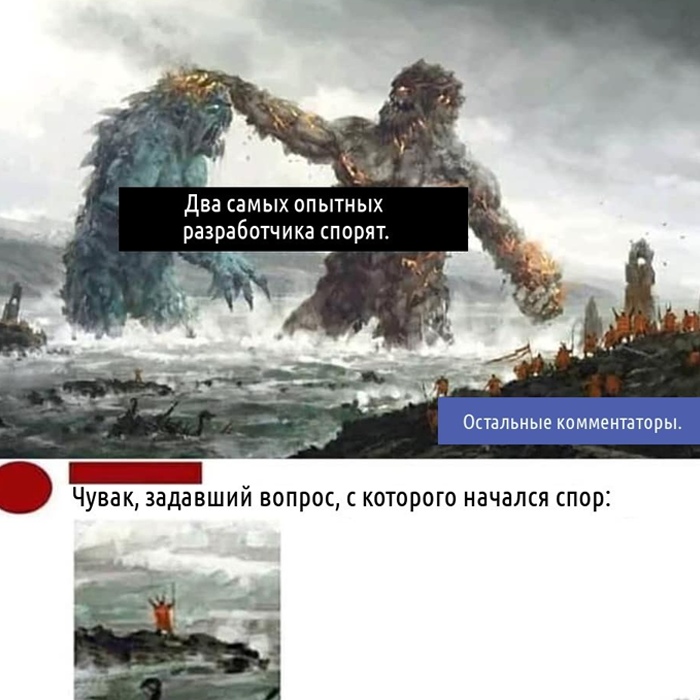 Два самых опытных
разработчика спорят.
Остальные комментаторы.
Чувак, задавший вопрос, с которого начался спор: